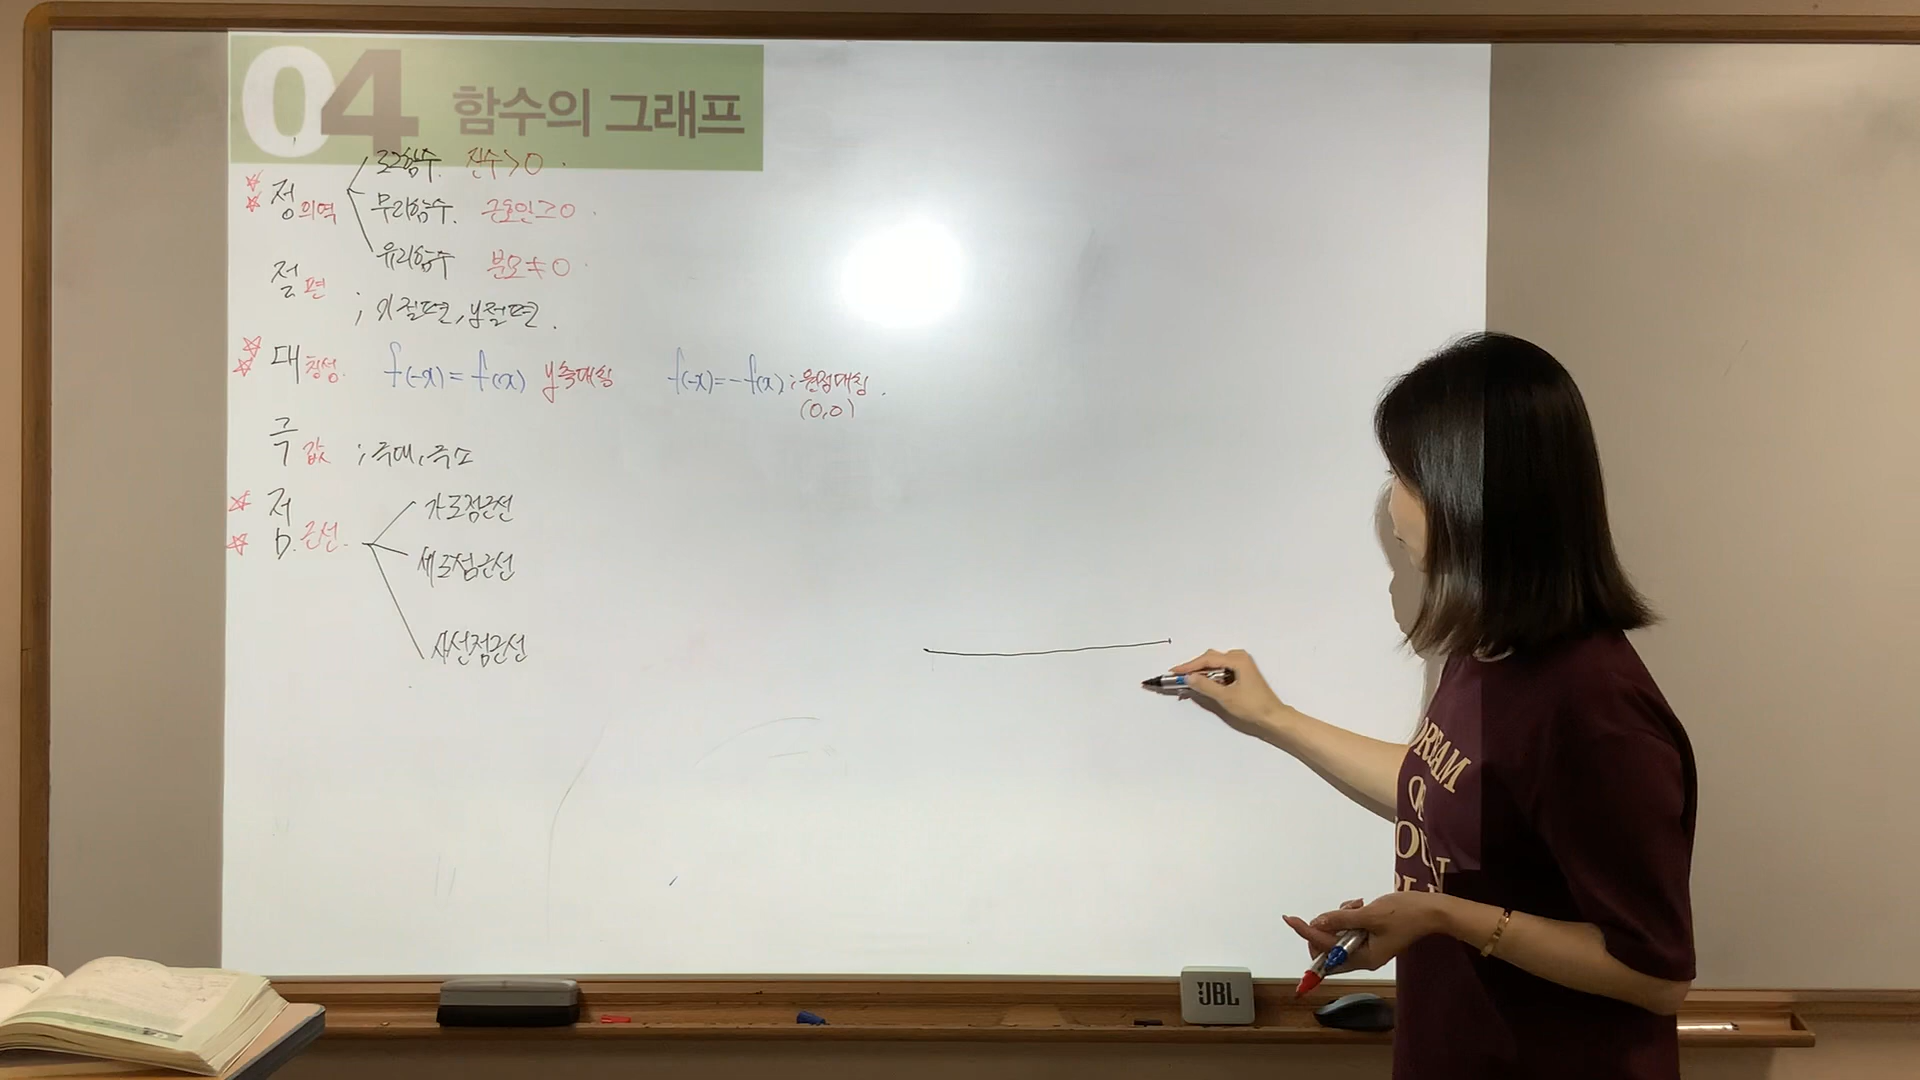 04 함수의 그래프
로그함수. 진수>0.
정의역 무리함수. 근호안≥0.
유리함수 분모≠0.
절편 ; x절편, y절편.
대칭성. f(-x)=f(x) y축대칭 f(-x)=-f(x) ; 원점대칭.
(0,0)
극값 ; 극대, 극소
가로점근선
점근선.
세로점근선
사선점근선
JBL